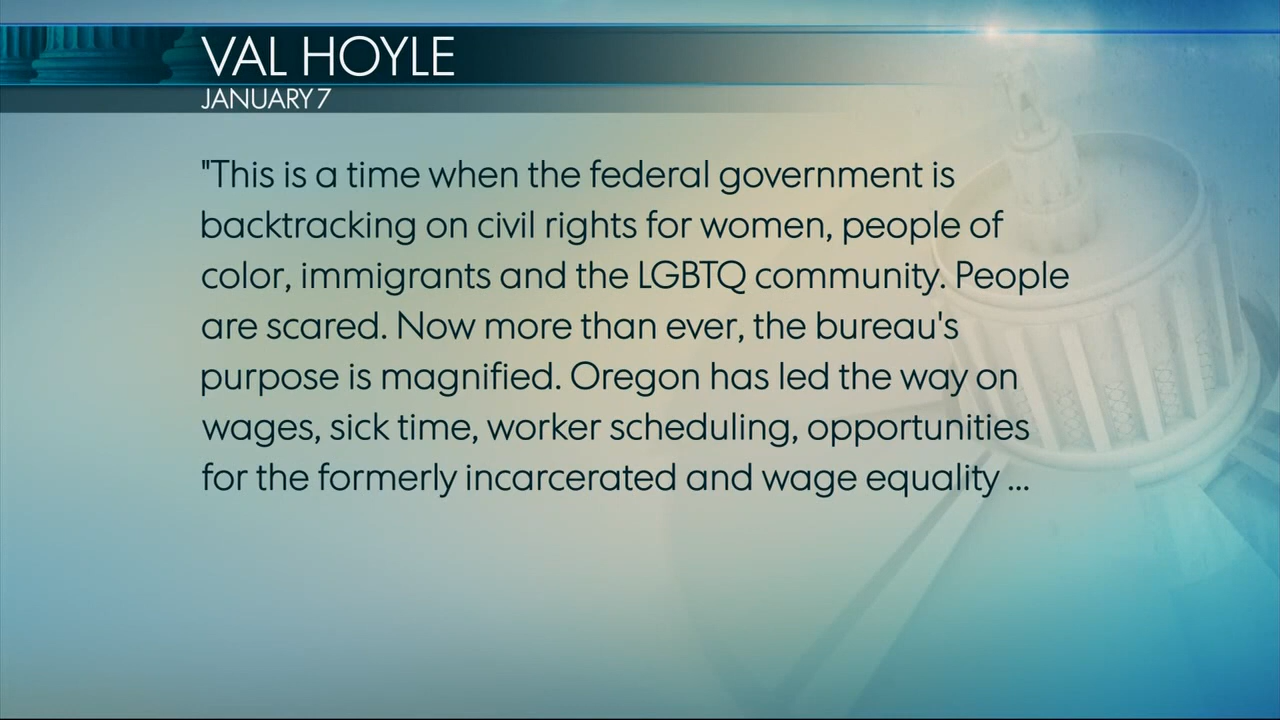 VAL HOYLE
JANUARY 7
"This is a time when the federal government is
backtracking on civil rights for women, people of
color, immigrants and the LGBTQ community. People
are scared. Now more than ever, the bureau's
purpose is magnified. Oregon has led the way on
wages, sick time, worker scheduling, opportunities
for the formerly incarcerated and wage equality ...